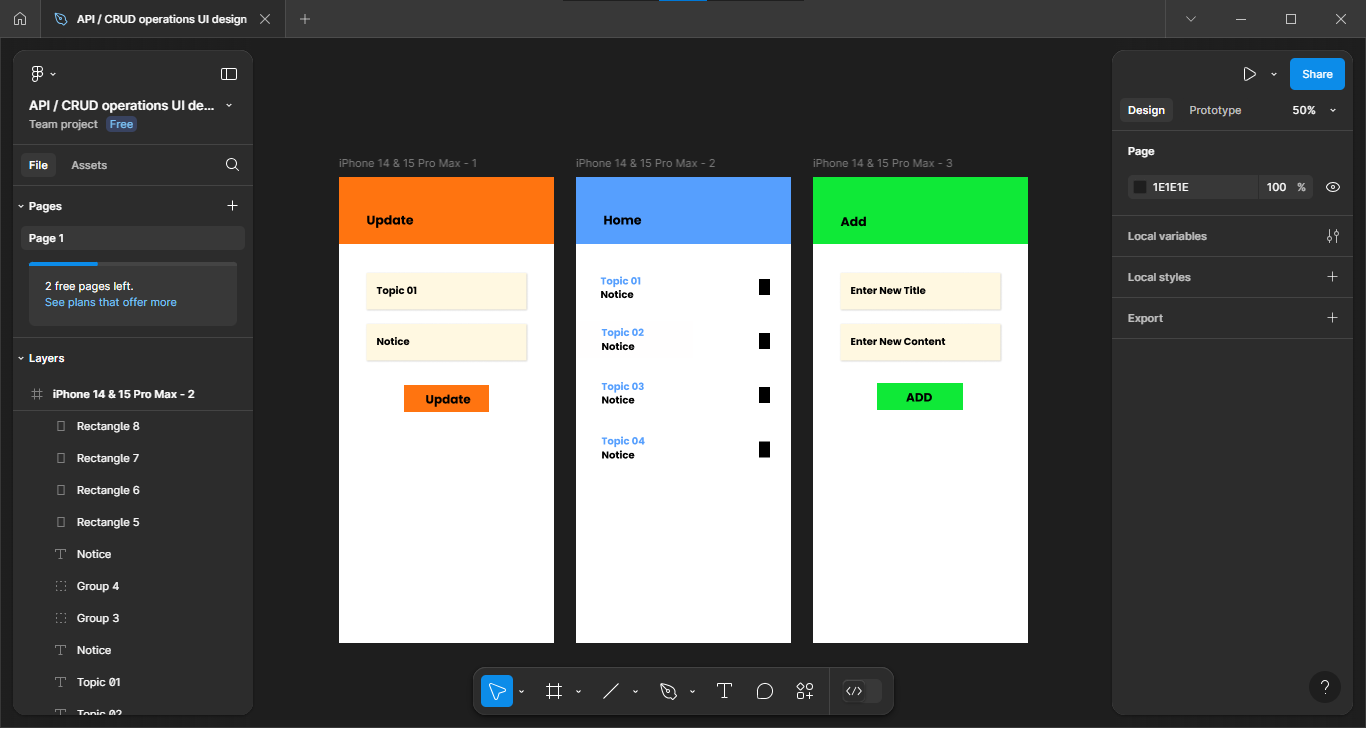 API / CRUD operations UI design
API / CRUD operations UI de...
Team project Free
File Assets
Pages
Page 1
2 free pages left.
See plans that offer more
Layers
iPhone 14 & 15 Pro Max - 2
Rectangle 8
Rectangle 7
Rectangle 6
Rectangle 5
Notice
Group 4
Group 3
Notice
Topic 01
Topic 02
iPhone 14 & 15 Pro Max - 1
Update
Topic 01
Notice
Update
iPhone 14 & 15 Pro Max - 2
Home
Topic 01
Notice
Topic 02
Notice
Topic 03
Notice
Topic 04
Notice
iPhone 14 & 15 Pro Max - 3
Add
Enter New Title
Enter New Content
ADD
Share
Design Prototype 50%
Page
1E1E1E 100 %
Local variables
Local styles
Export
?